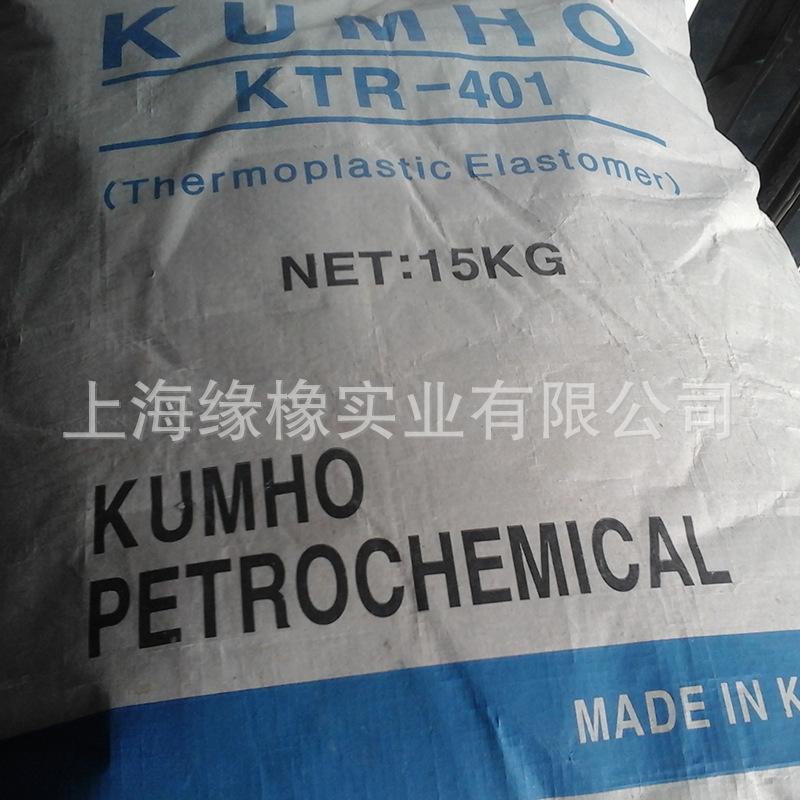 KUMHO
KTR-401
(Thermoplastic Elastomer)
NET:15KG
上海缘橡实业有限公司
KUMHO
PETROCHEMICAL
MADE IN K